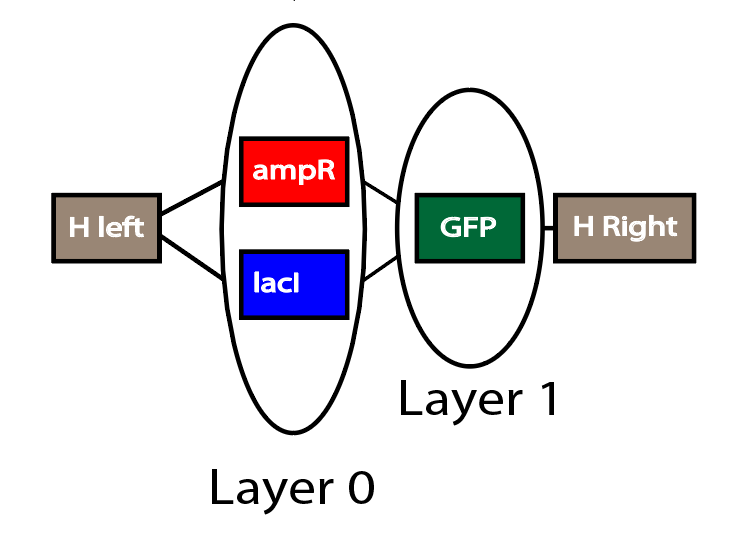 H left
ampR
lacI
GFP
H Right
Layer 1
Layer 0